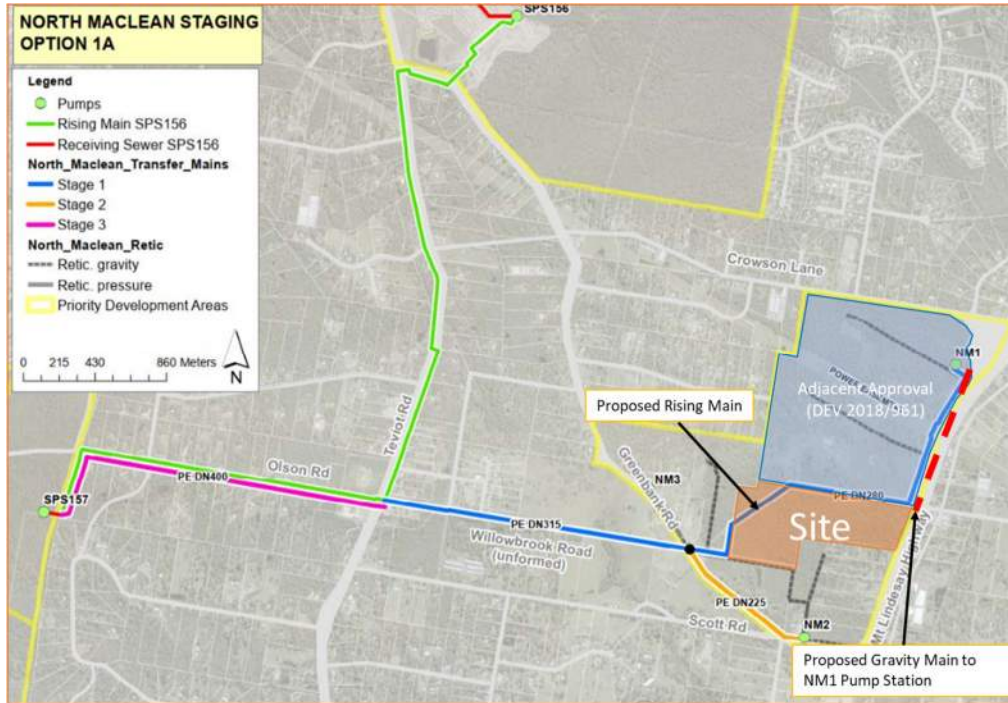 NORTH MACLEAN STAGING
OPTION 1A
Legend
Pumps
Rising Main SPS156
Receiving Sewer SPS156
North_Maclean_Transfer_Mains
Stage 1
Stage 2
Stage 3
North_Maclean_Retic
Retic. gravity
Retic. pressure
Priority Development Areas
0 215 430 860 Meters
N
SPS156
Crowson Lane
NM1
Adjacent Approval
(DEV 2018/961)
Proposed Rising Main
Teviot Rd
Greenbank Rd
NM3
PE DN280
Site
Olson Rd
PE DN400
SPS157
PE DN315
Willowbrook Road
(unformed)
PE DN225
Scott Rd
NM2
Mt Lindesay Highway
Proposed Gravity Main to
NM1 Pump Station